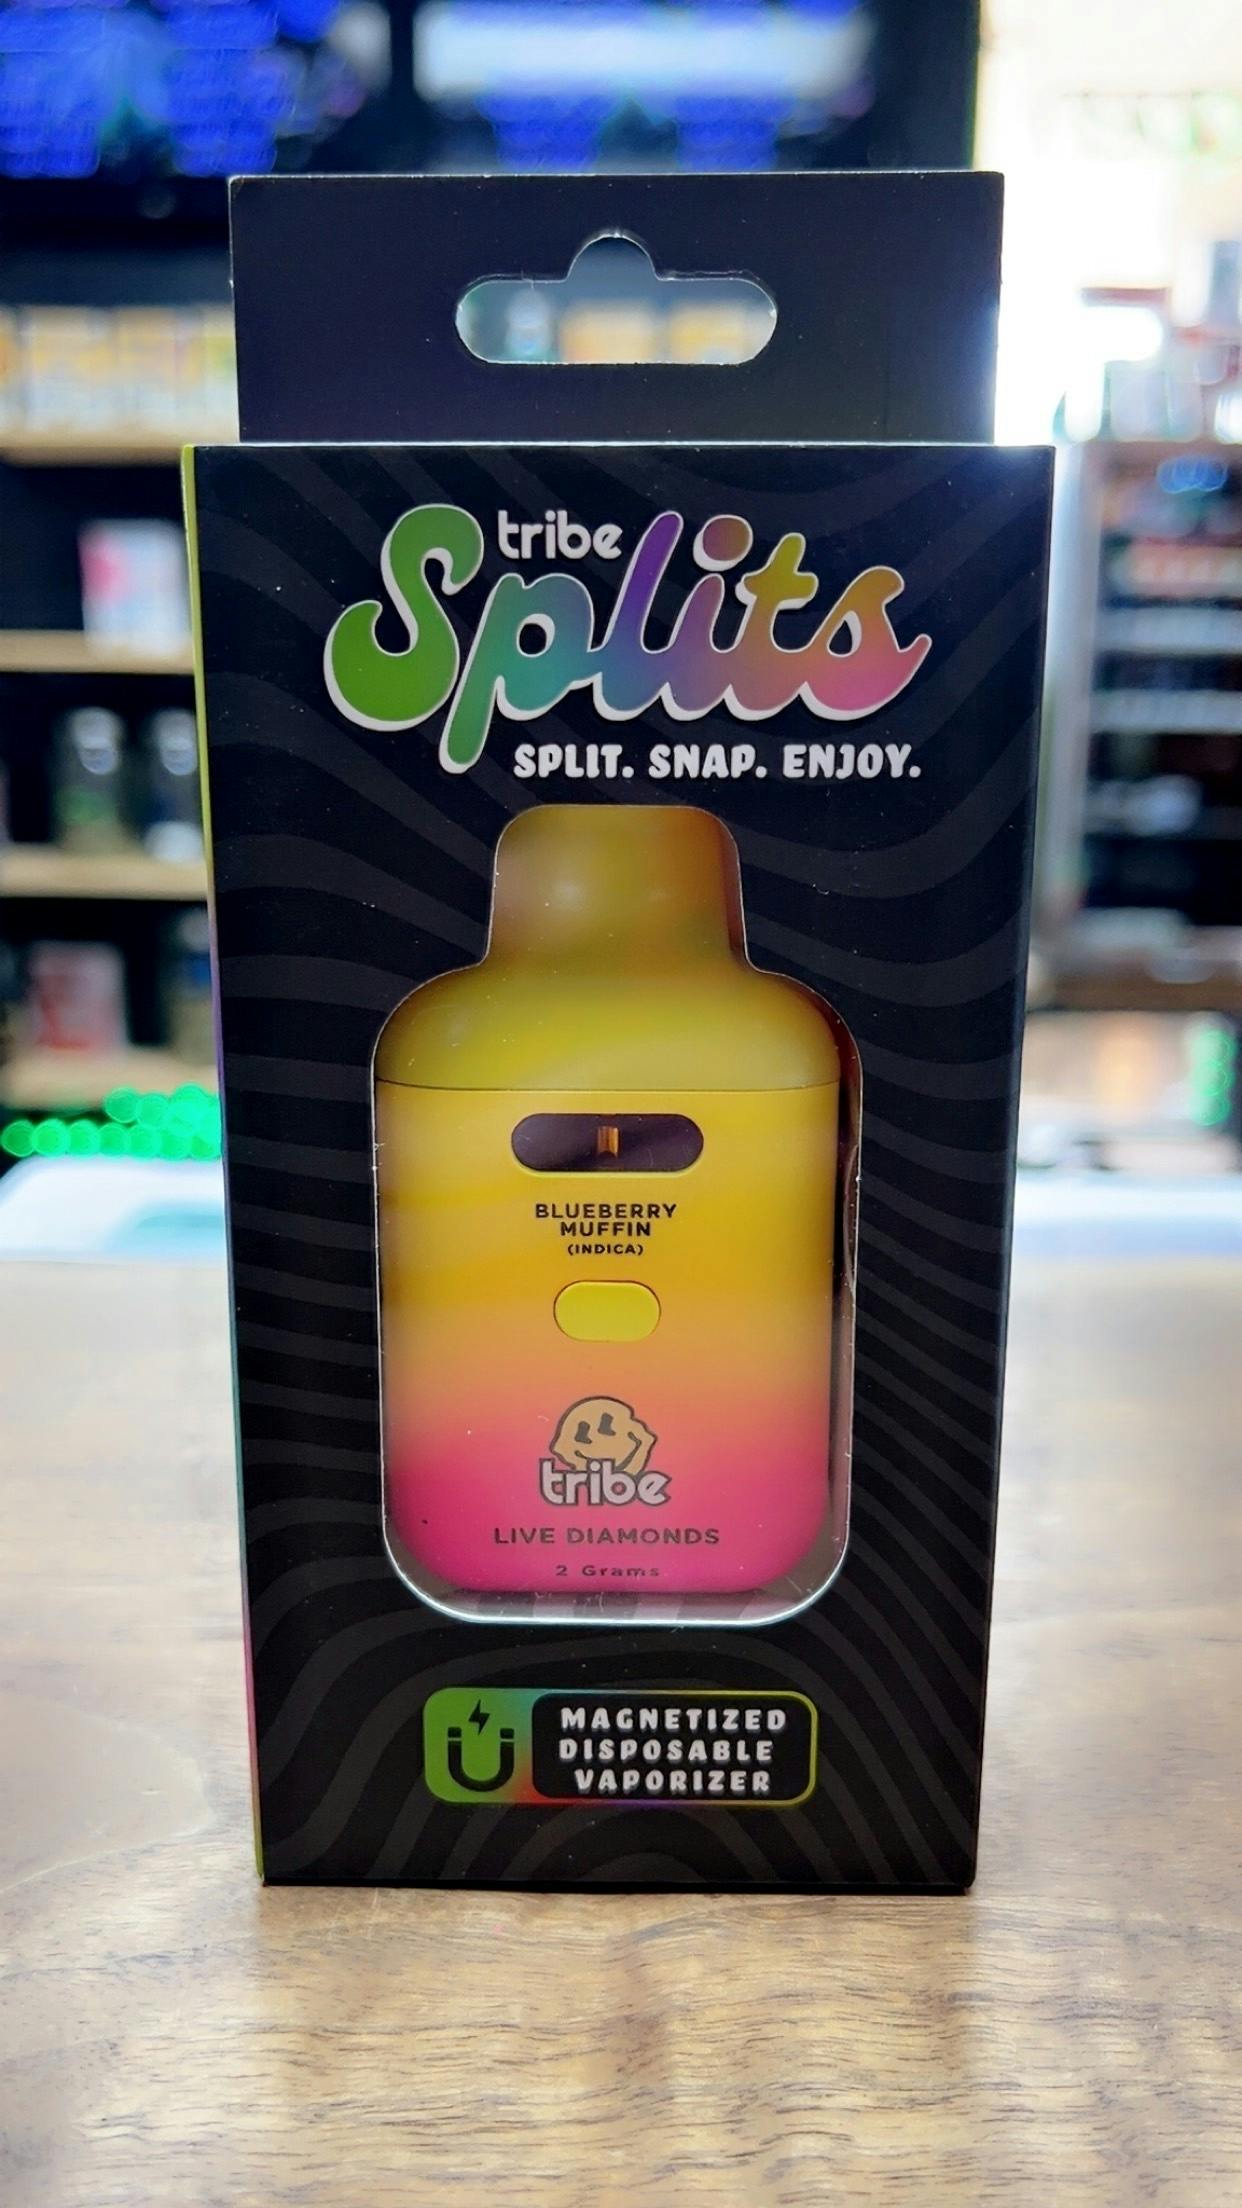 tribe
Splits
SPLIT. SNAP. ENJOY.
BLUEBERRY
MUFFIN
(INDICA)
tribe
LIVE DIAMONDS
2 Grams
MAGNETIZED
DISPOSABLE
VAPORIZER